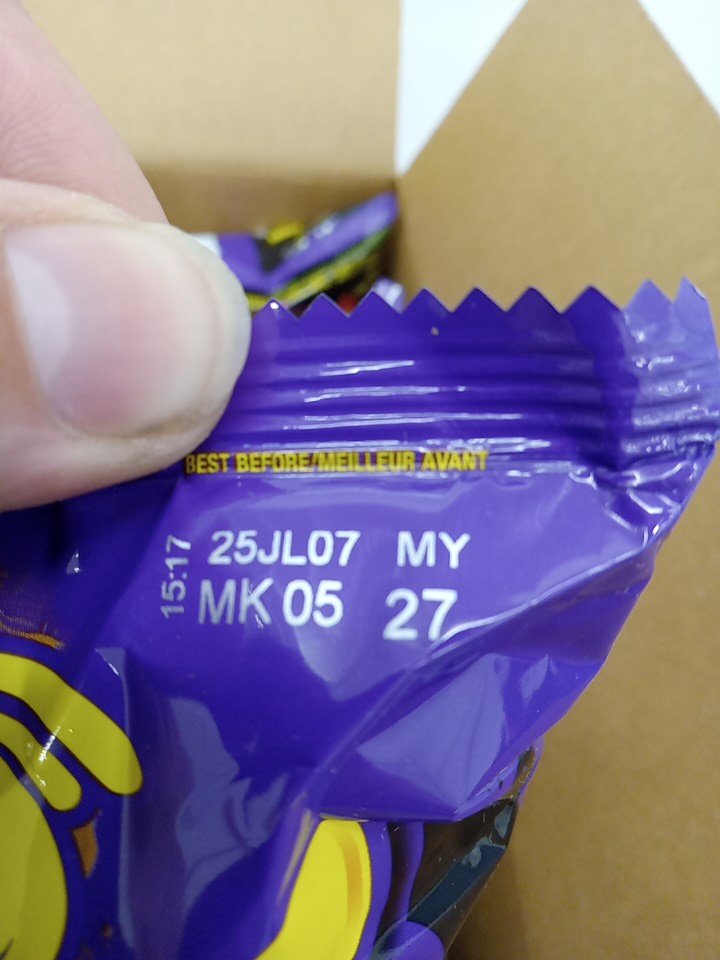 BEST BEFORE/MEILLEUR AVANT
15:17
25JL07 MY
MK 05 27